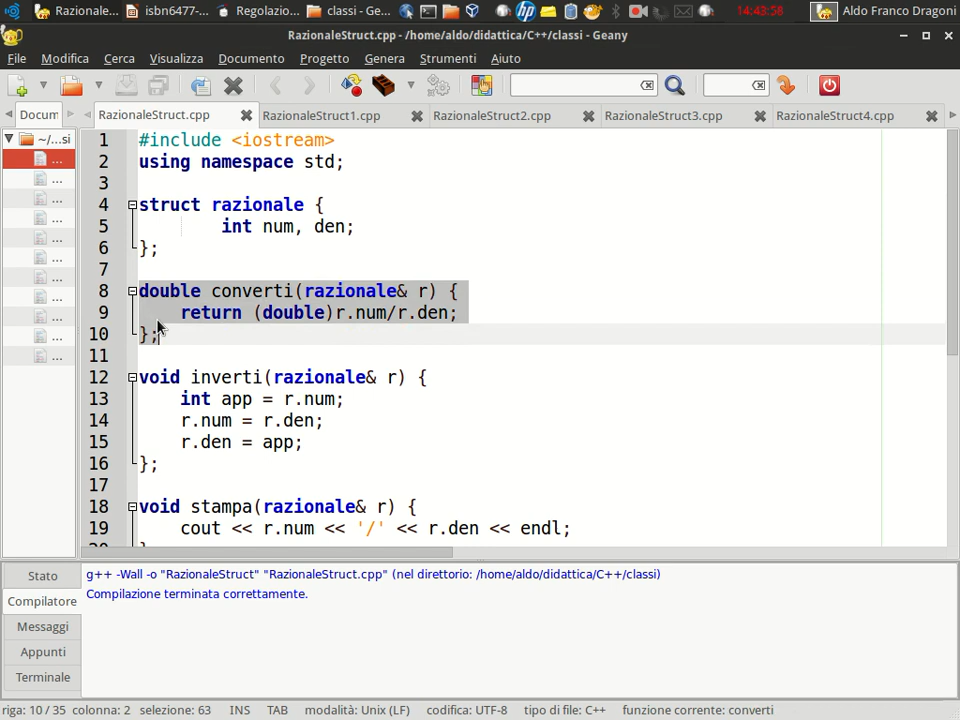 Razionale...
isbn6477-...
Regolazio...
classi - Ge...
14:43:58
Aldo Franco Dragoni
RazionaleStruct.cpp - /home/aldo/didattica/C++/classi - Geany
File Modifica Cerca Visualizza Documento Progetto Genera Strumenti Aiuto
Docum
RazionaleStruct.cpp
RazionaleStruct1.cpp
RazionaleStruct2.cpp
RazionaleStruct3.cpp
RazionaleStruct4.cpp
~/...si
...
...
...
...
...
...
...
...
...
...
...
1 #include <iostream>
2 using namespace std;
3
4 struct razionale {
5 int num, den;
6 };
7
8 double converti(razionale& r) {
9 return (double)r.num/r.den;
10 };
11
12 void inverti(razionale& r) {
13 int app = r.num;
14 r.num = r.den;
15 r.den = app;
16 };
17
18 void stampa(razionale& r) {
19 cout << r.num << '/' << r.den << endl;
Stato
Compilatore
Messaggi
Appunti
Terminale
g++ -Wall -o "RazionaleStruct" "RazionaleStruct.cpp" (nel direttorio: /home/aldo/didattica/C++/classi)
Compilazione terminata correttamente.
riga: 10 / 35 colonna: 2 selezione: 63 INS TAB modalità: Unix (LF) codifica: UTF-8 tipo di file: C++ funzione corrente: converti